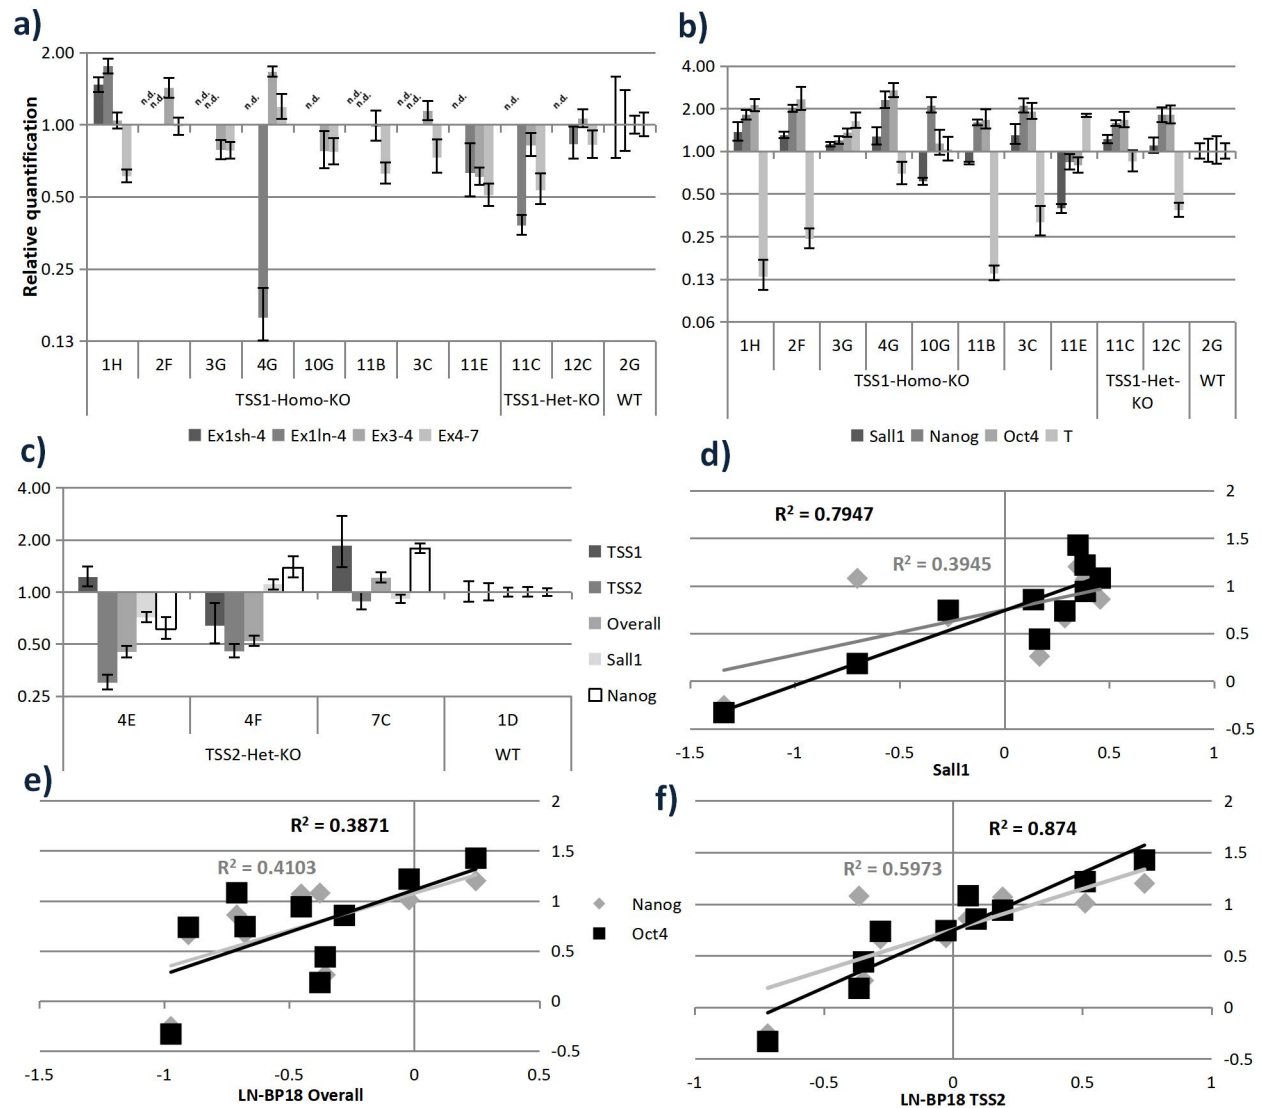 a)
2.00
1.00
0.50
0.25
0.13
Relative quantification
n.d.
n.d.
n.d.
n.d.
n.d.
n.d.
n.d.
n.d.
n.d.
n.d.
n.d.
n.d.
n.d.
1H 2F 3G 4G 10G 11B 3C 11E 11C 12C 2G
TSS1-Homo-KO TSS1-Het-KO WT
Ex1sh-4 Ex1ln-4 Ex3-4 Ex4-7
b)
4.00
2.00
1.00
0.50
0.25
0.13
0.06
1H 2F 3G 4G 10G 11B 3C 11E 11C 12C 2G
TSS1-Homo-KO TSS1-Het- WT
KO
Sall1 Nanog Oct4 T
c)
4.00
2.00
1.00
0.50
0.25
4E 4F 7C 1D
TSS2-Het-KO WT
TSS1
TSS2
Overall
Sall1
Nanog
d)
R² = 0.7947
R² = 0.3945
2
1.5
1
0.5
0
-0.5
-1.5 -1 -0.5 0 0.5 1
Sall1
e)
R² = 0.3871
R² = 0.4103
2
1.5
1
0.5
0
-0.5
-1.5 -1 -0.5 0 0.5
LN-BP18 Overall
Nanog
Oct4
f)
R² = 0.874
R² = 0.5973
2
1.5
1
0.5
0
-0.5
-1 -0.5 0 0.5 1
LN-BP18 TSS2